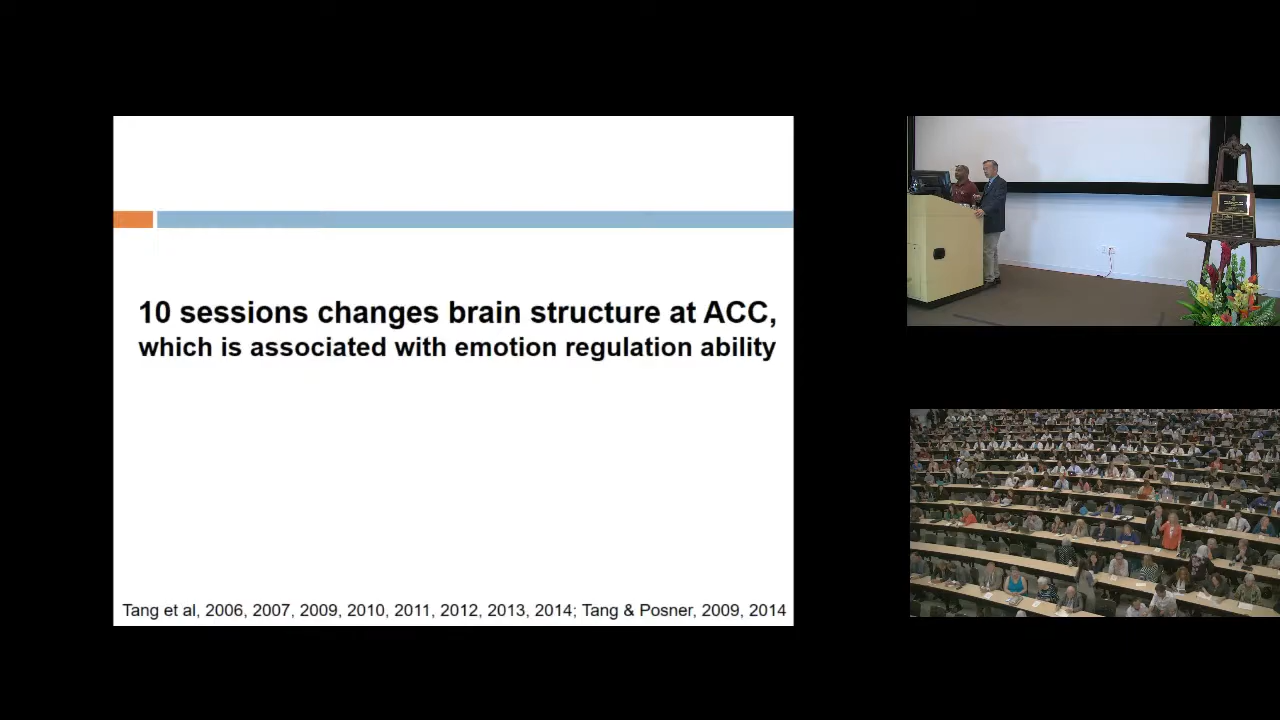 10 sessions changes brain structure at ACC,
which is associated with emotion regulation ability
Tang et al, 2006, 2007, 2009, 2010, 2011, 2012, 2013, 2014; Tang & Posner, 2009, 2014